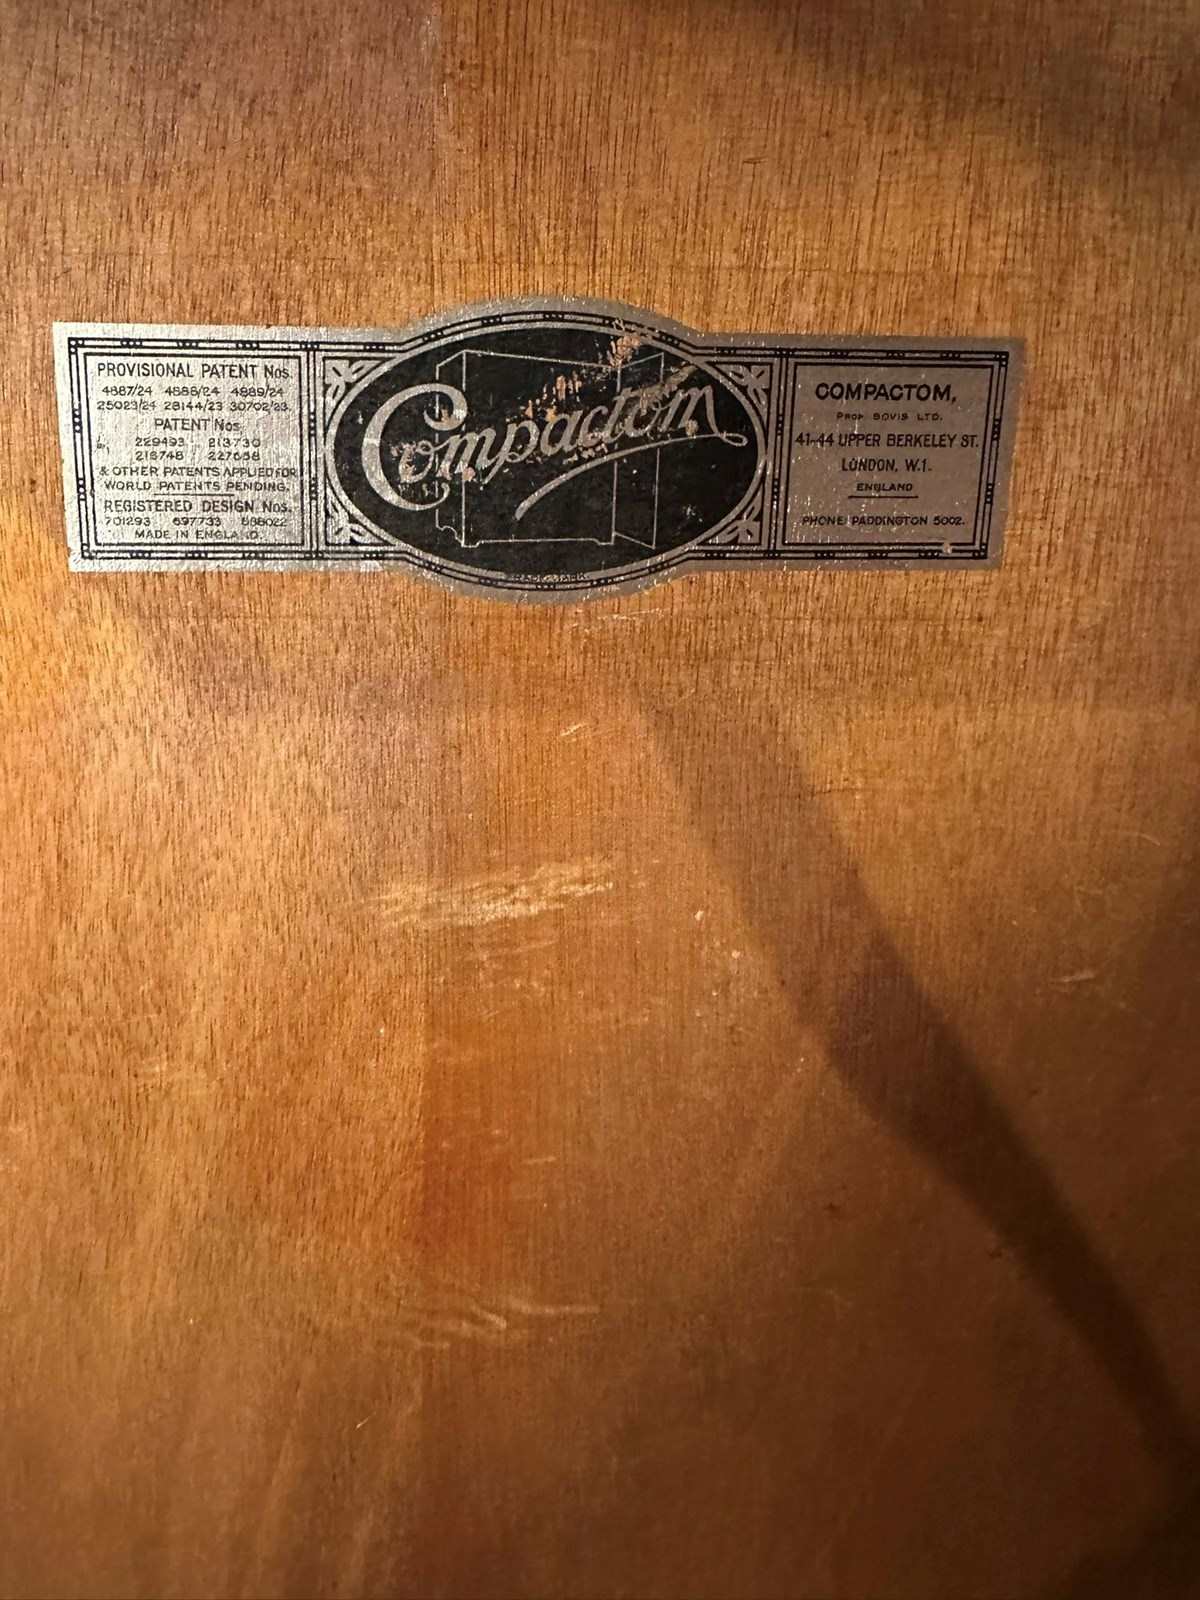 PROVISIONAL PATENT Nos.
4887/24 4888/24 4889/24
25023/24 28144/23 30702/23.
PATENT Nos.
229493 213730
218748 227658
& OTHER PATENTS APPLIED FOR
WORLD PATENTS PENDING.
REGISTERED DESIGN Nos.
701293 697733 688022
MADE IN ENGLAND.
Compactom
TRADE MARK
COMPACTOM,
PROP BOVIS LTD.
41-44 UPPER BERKELEY ST.
LONDON, W.1.
ENGLAND
PHONE PADDINGTON 5002.